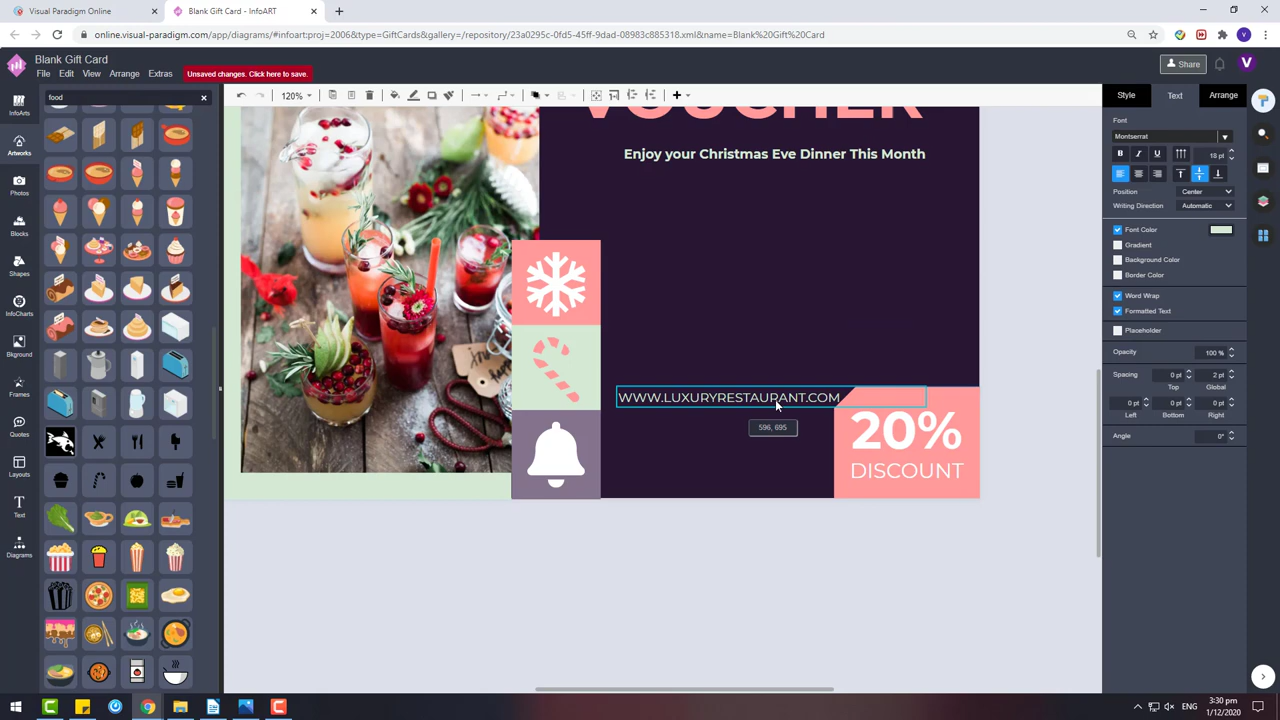 Visual Paradigm Online
Blank Gift Card - InfoART
online.visual-paradigm.com/app/diagrams/#infoart:proj=2006&type=GiftCards&gallery=/repository/23a0295c-0fd5-45ff-9dad-08983c885318.xml&name=Blank%20Gift%20Card
V
Blank Gift Card
File Edit View Arrange Extras
Unsaved changes. Click here to save.
Share
V
InfoArts
food
120%
Style Text Arrange
Artworks
Photos
Blocks
Shapes
InfoCharts
Bkground
Frames
Quotes
Layouts
Text
Diagrams
VOUCHER
Enjoy your Christmas Eve Dinner This Month
WWW.LUXURYRESTAURANT.COM
596, 695
20%
DISCOUNT
Font
Montserrat
B I U 18 pt
Position Center
Writing Direction Automatic
Font Color
Gradient
Background Color
Border Color
Word Wrap
Formatted Text
Placeholder
Opacity 100 %
Spacing 0 pt 2 pt
Top Global
0 pt 0 pt 0 pt
Left Bottom Right
Angle 0°
ENG
3:30 pm
1/12/2020